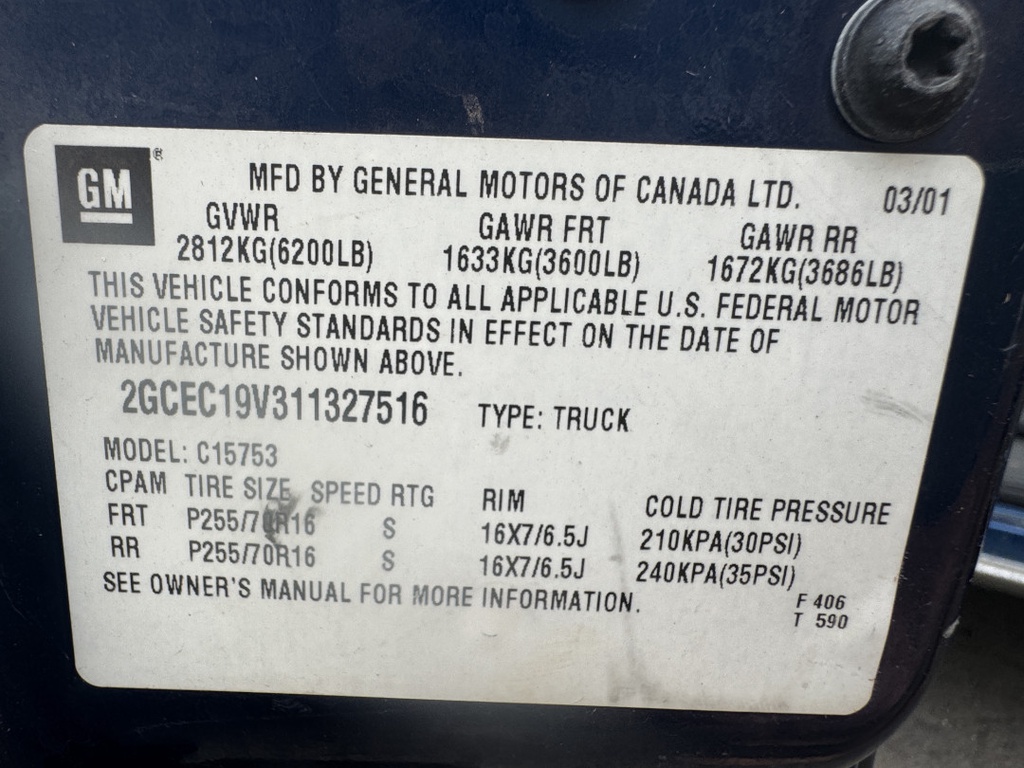 GM ®
MFD BY GENERAL MOTORS OF CANADA LTD. 03/01
GVWR GAWR FRT GAWR RR
2812KG(6200LB) 1633KG(3600LB) 1672KG(3686LB)
THIS VEHICLE CONFORMS TO ALL APPLICABLE U.S. FEDERAL MOTOR
VEHICLE SAFETY STANDARDS IN EFFECT ON THE DATE OF
MANUFACTURE SHOWN ABOVE.
2GCEC19V311327516 TYPE: TRUCK
MODEL: C15753
CPAM TIRE SIZE SPEED RTG RIM COLD TIRE PRESSURE
FRT P255/70R16 S 16X7/6.5J 210KPA(30PSI)
RR P255/70R16 S 16X7/6.5J 240KPA(35PSI)
SEE OWNER'S MANUAL FOR MORE INFORMATION. F 406
T 590